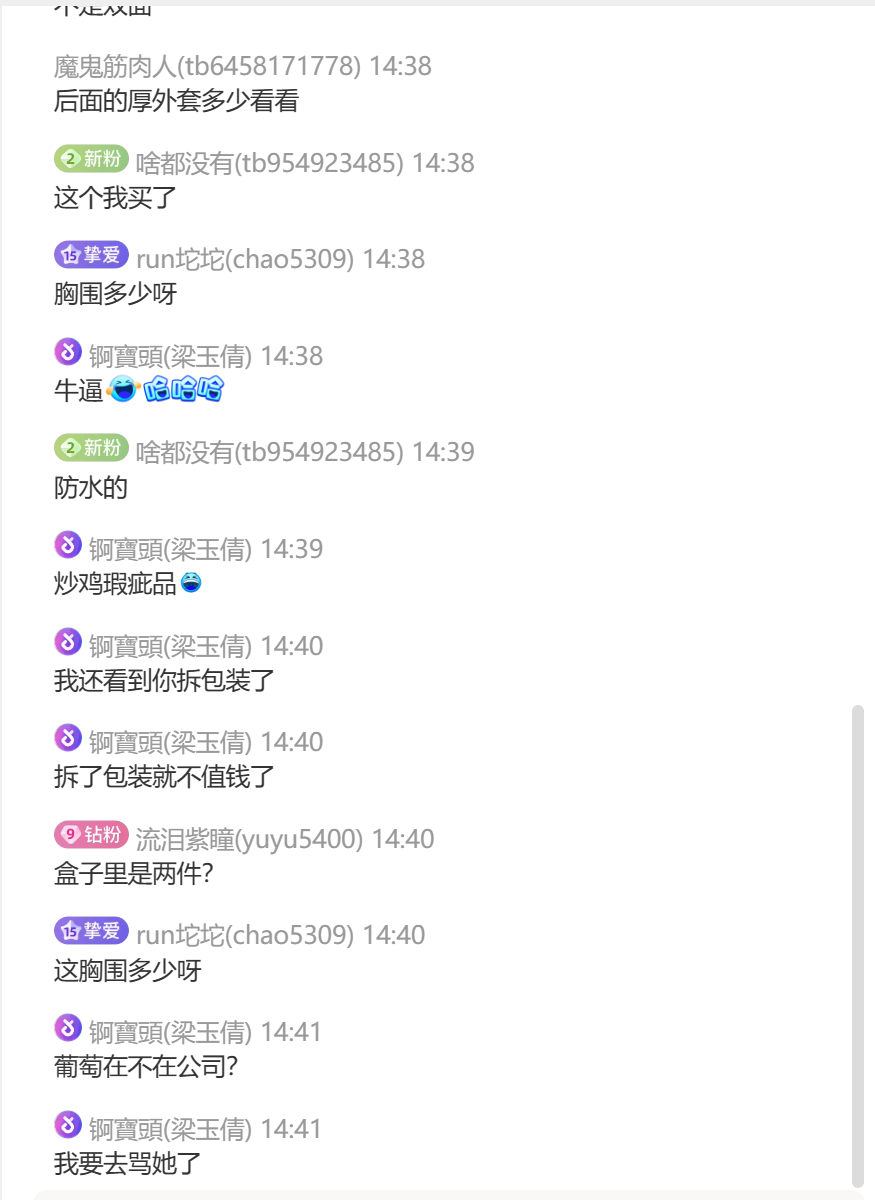 不是双面
魔鬼筋肉人(tb6458171778) 14:38
后面的厚外套多少看看
2 新粉 啥都没有(tb954923485) 14:38
这个我买了
15 挚爱 run坨坨(chao5309) 14:38
胸围多少呀
锕寶頭(梁玉倩) 14:38
牛逼哈哈哈
2 新粉 啥都没有(tb954923485) 14:39
防水的
锕寶頭(梁玉倩) 14:39
炒鸡瑕疵品
锕寶頭(梁玉倩) 14:40
我还看到你拆包装了
锕寶頭(梁玉倩) 14:40
拆了包装就不值钱了
9 钻粉 流泪紫瞳(yuyu5400) 14:40
盒子里是两件?
15 挚爱 run坨坨(chao5309) 14:40
这胸围多少呀
锕寶頭(梁玉倩) 14:41
葡萄在不在公司?
锕寶頭(梁玉倩) 14:41
我要去骂她了